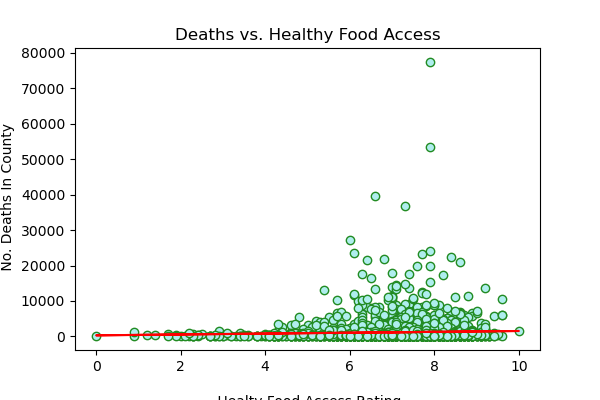 Deaths vs. Healthy Food Access
80000
70000
60000
50000
40000
30000
20000
10000
0
No. Deaths In County
0 2 4 6 8 10
Healty Food Access Rating